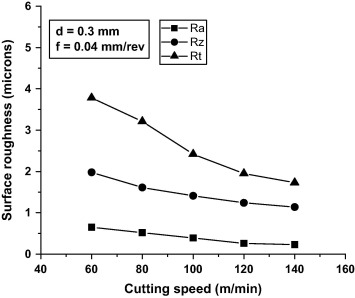 6
5
4
3
2
1
0
d = 0.3 mm
f = 0.04 mm/rev
Ra
Rz
Rt
Surface roughness (microns)
40 60 80 100 120 140 160
Cutting speed (m/min)